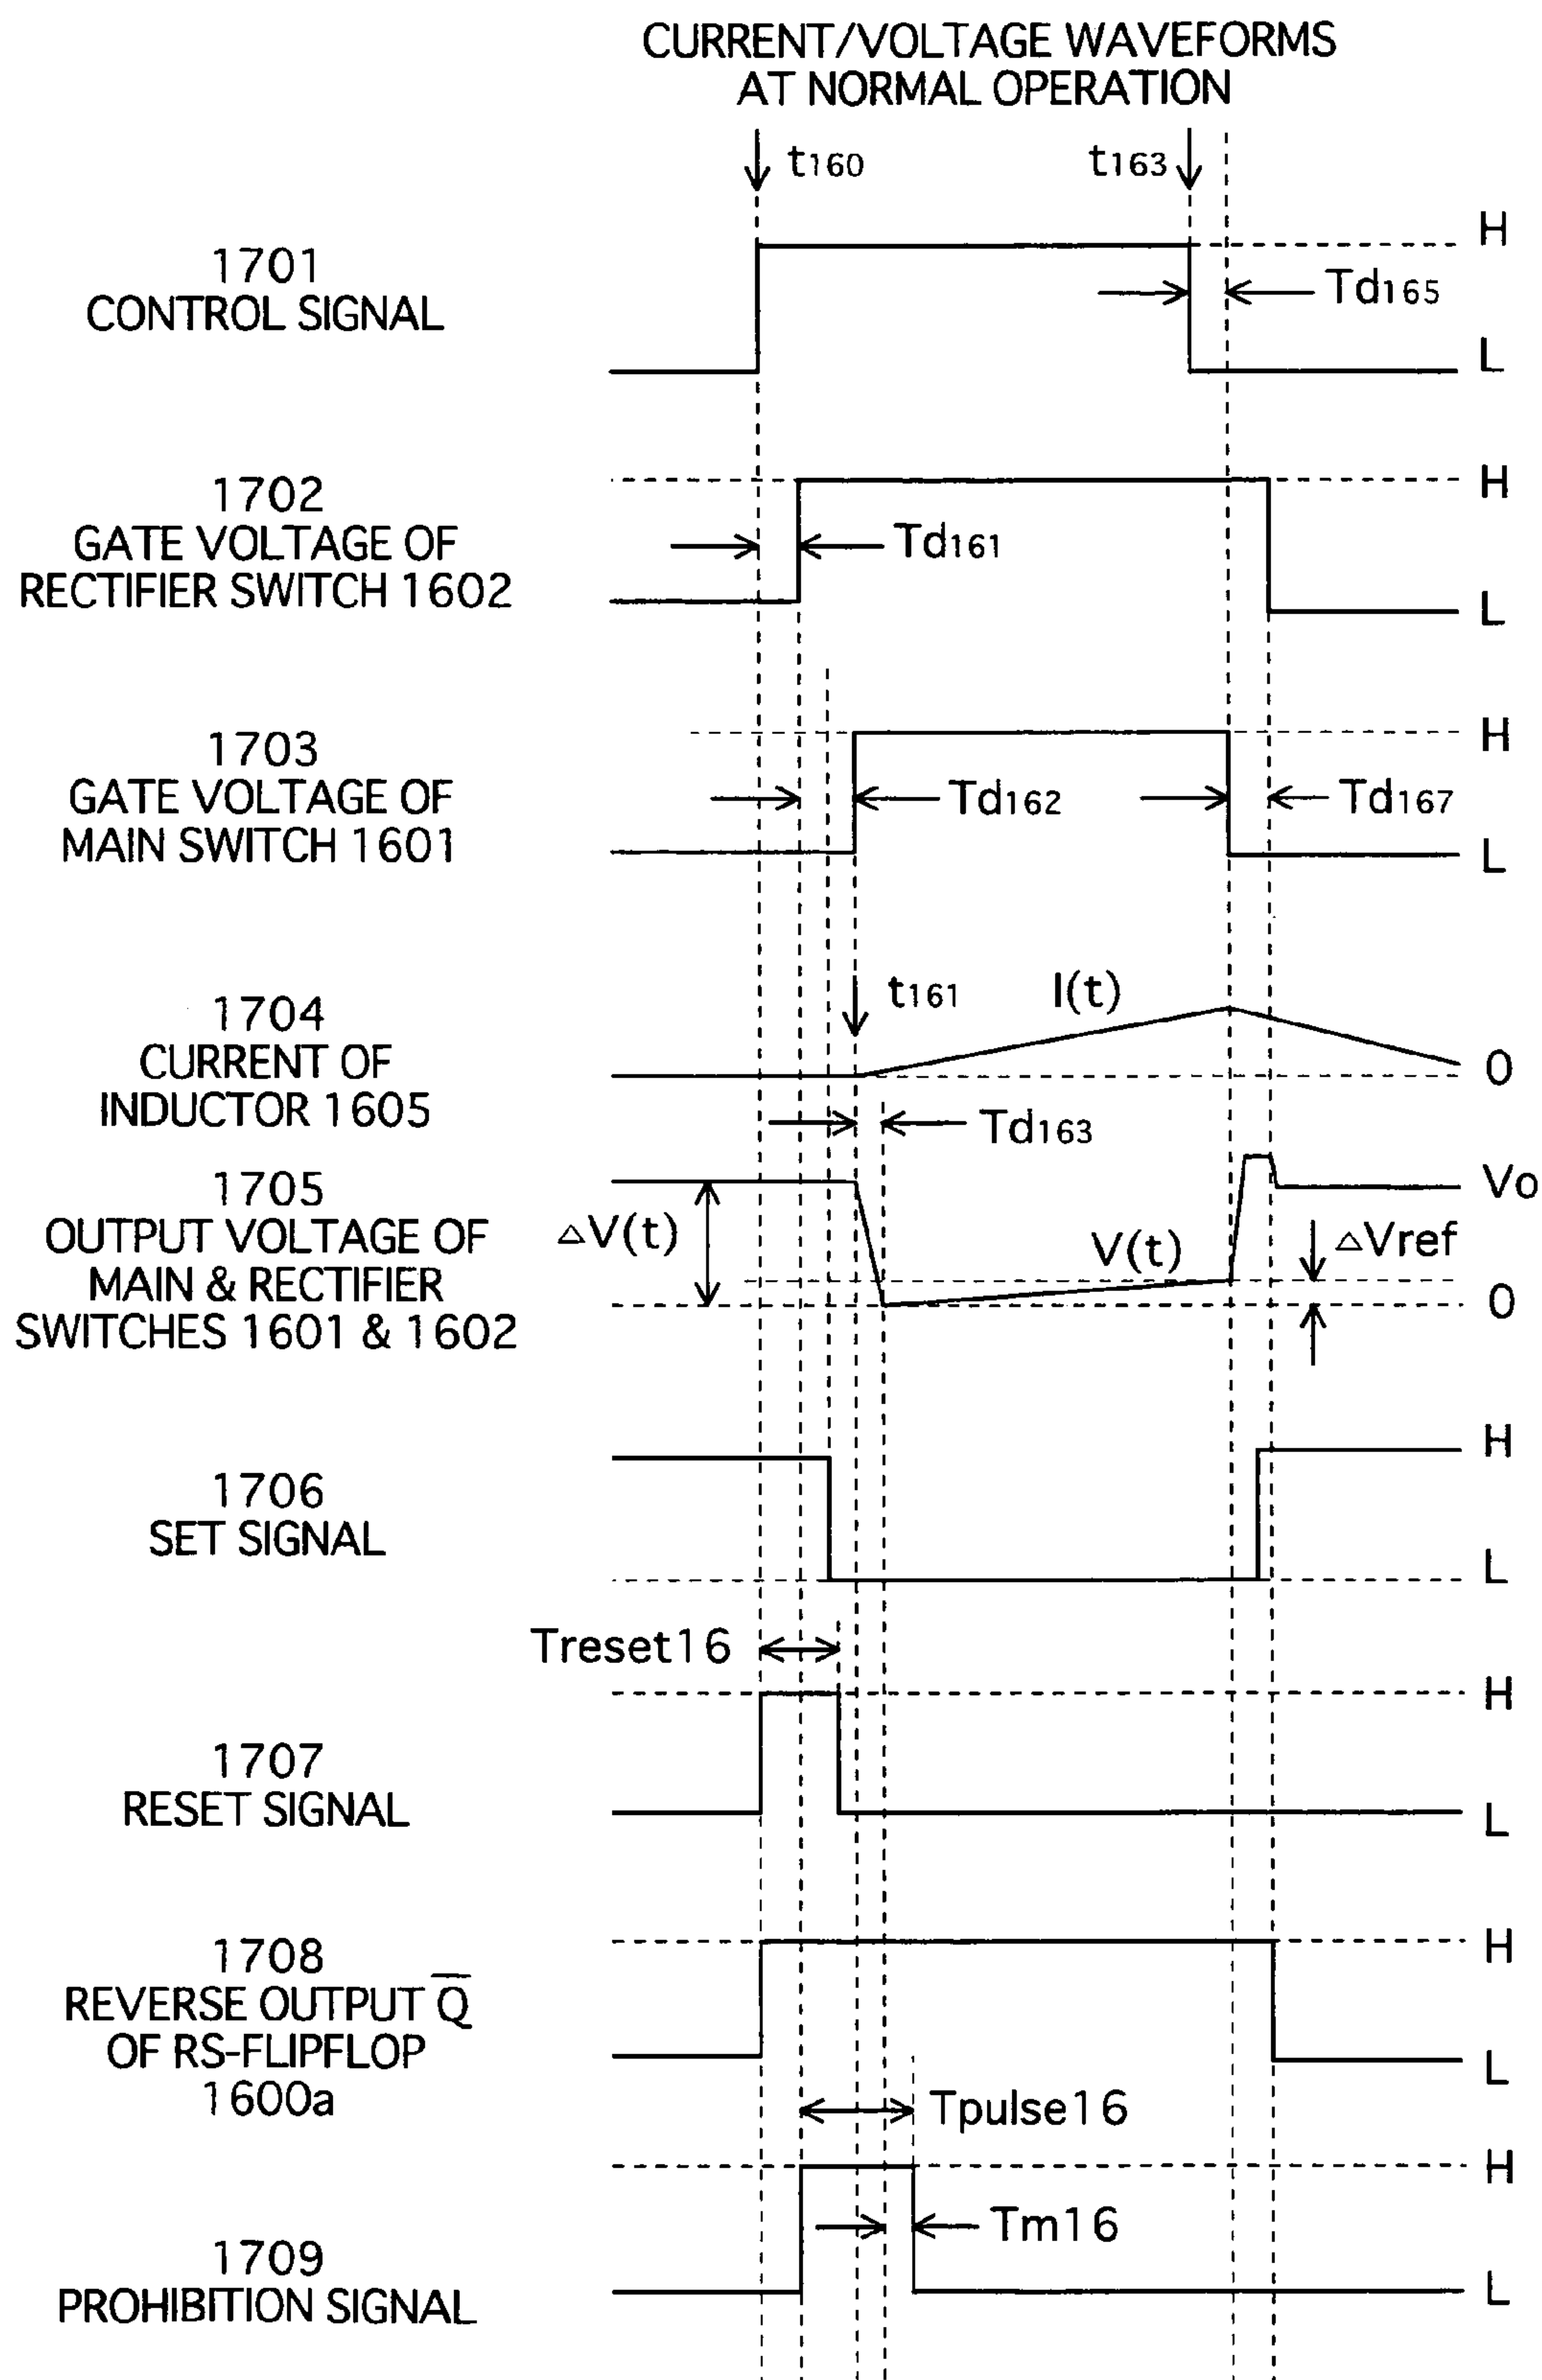 CURRENT/VOLTAGE WAVEFORMS
AT NORMAL OPERATION
t160
t163
1701
CONTROL SIGNAL
H
Td165
L
1702
GATE VOLTAGE OF
RECTIFIER SWITCH 1602
H
Td161
L
1703
GATE VOLTAGE OF
MAIN SWITCH 1601
H
Td162
Td167
L
1704
CURRENT OF
INDUCTOR 1605
t161
I(t)
0
Td163
1705
OUTPUT VOLTAGE OF
MAIN & RECTIFIER
SWITCHES 1601 & 1602
△V(t)
V(t)
Vo
△Vref
0
1706
SET SIGNAL
H
L
Treset16
1707
RESET SIGNAL
H
L
1708
REVERSE OUTPUT Q̅
OF RS-FLIPFLOP
1600a
H
L
Tpulse16
1709
PROHIBITION SIGNAL
H
Tm16
L